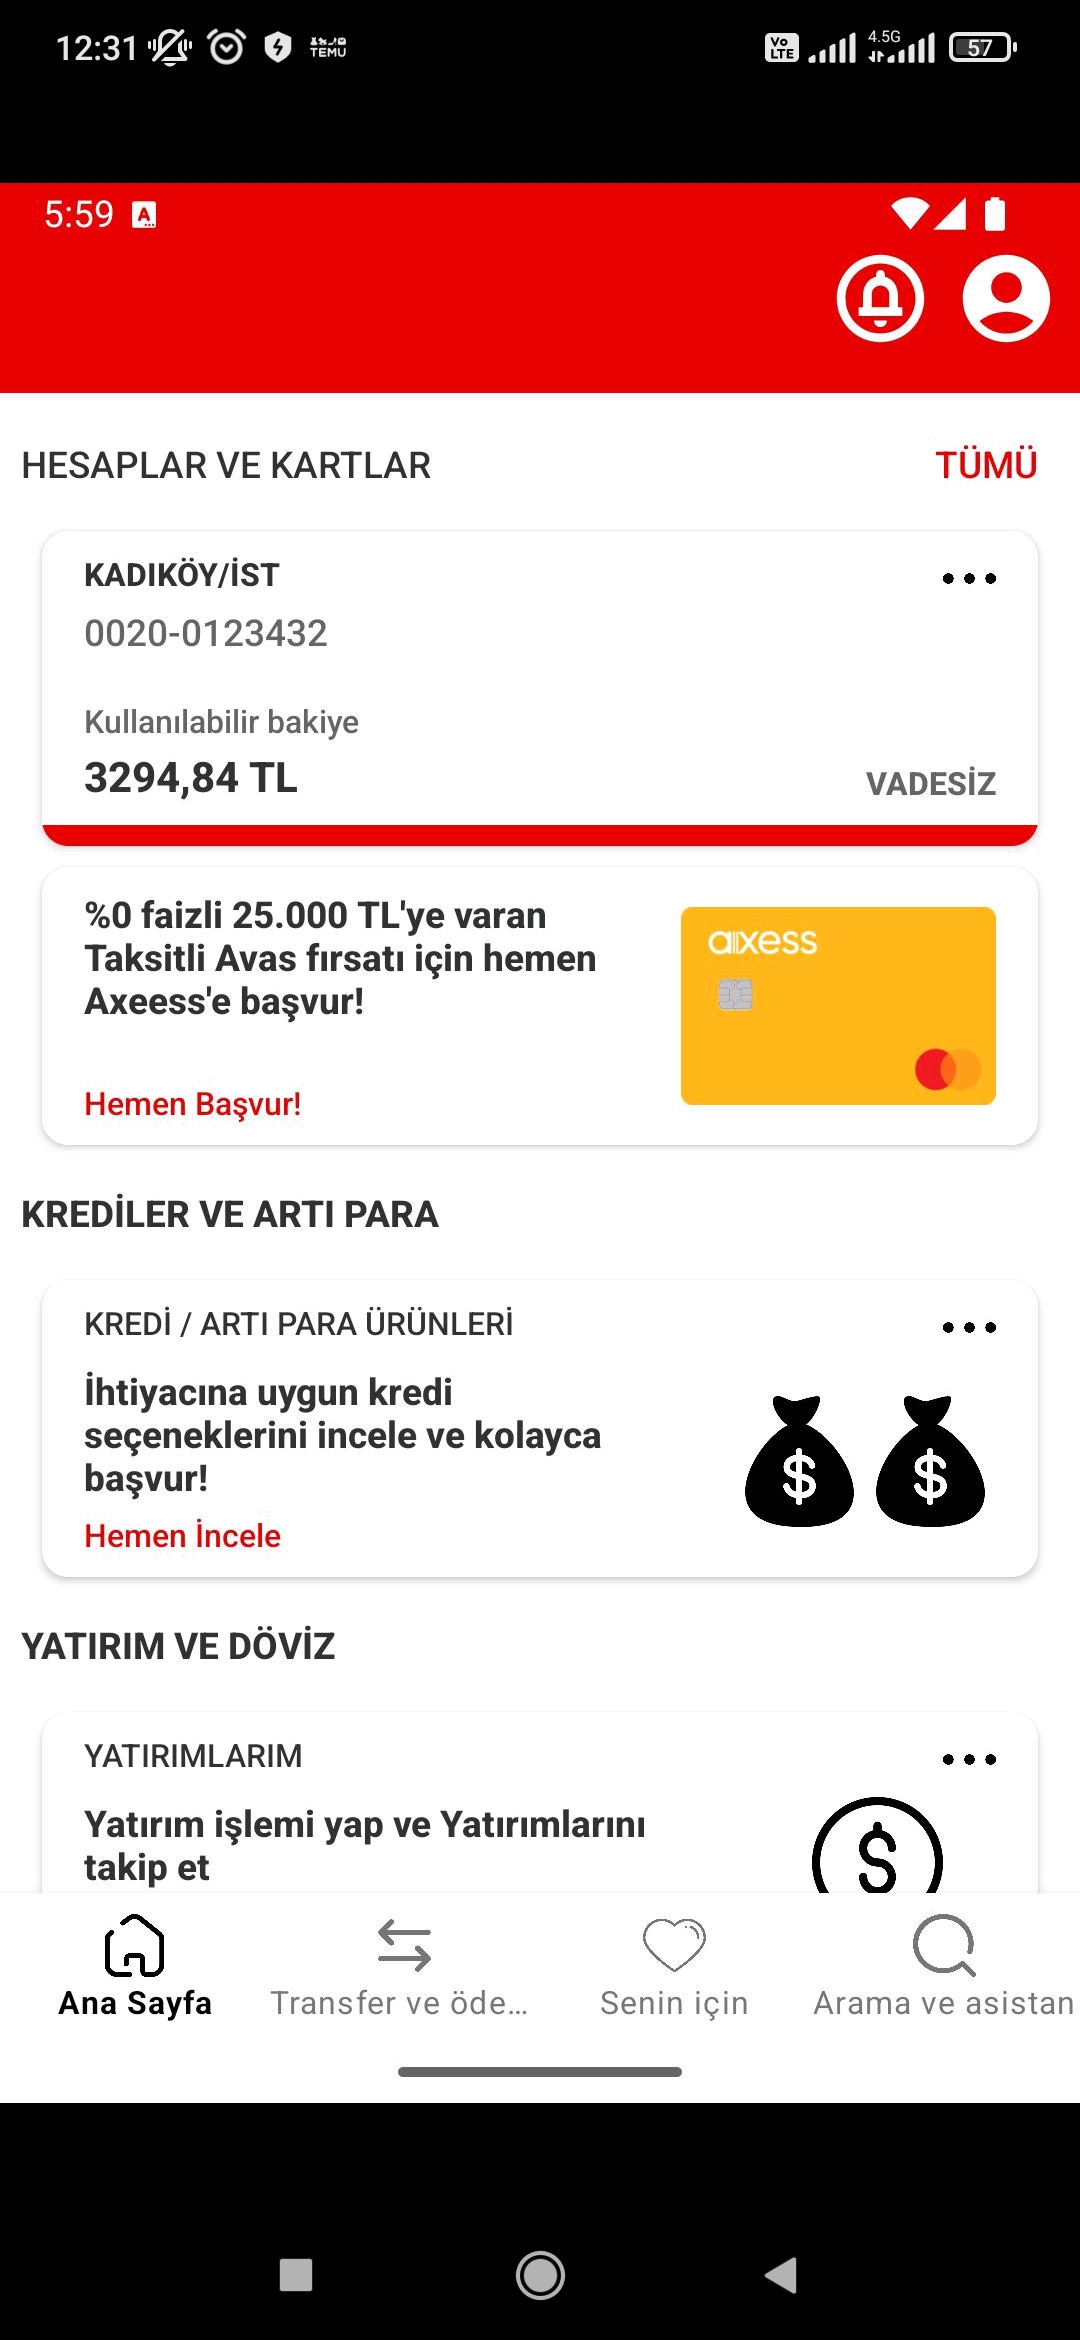 12:31
TEMU
Vo LTE
4.5G
57
5:59
A
HESAPLAR VE KARTLAR
TÜMÜ
KADIKÖY/İST
0020-0123432
Kullanılabilir bakiye
3294,84 TL
VADESİZ
%0 faizli 25.000 TL'ye varan
Taksitli Avas fırsatı için hemen
Axeess'e başvur!
axess
Hemen Başvur!
KREDİLER VE ARTI PARA
KREDİ / ARTI PARA ÜRÜNLERİ
İhtiyacına uygun kredi
seçeneklerini incele ve kolayca
başvur!
$ $
Hemen İncele
YATIRIM VE DÖVİZ
YATIRIMLARIM
Yatırım işlemi yap ve Yatırımlarını
takip et
$
Ana Sayfa
Transfer ve öde...
Senin için
Arama ve asistan